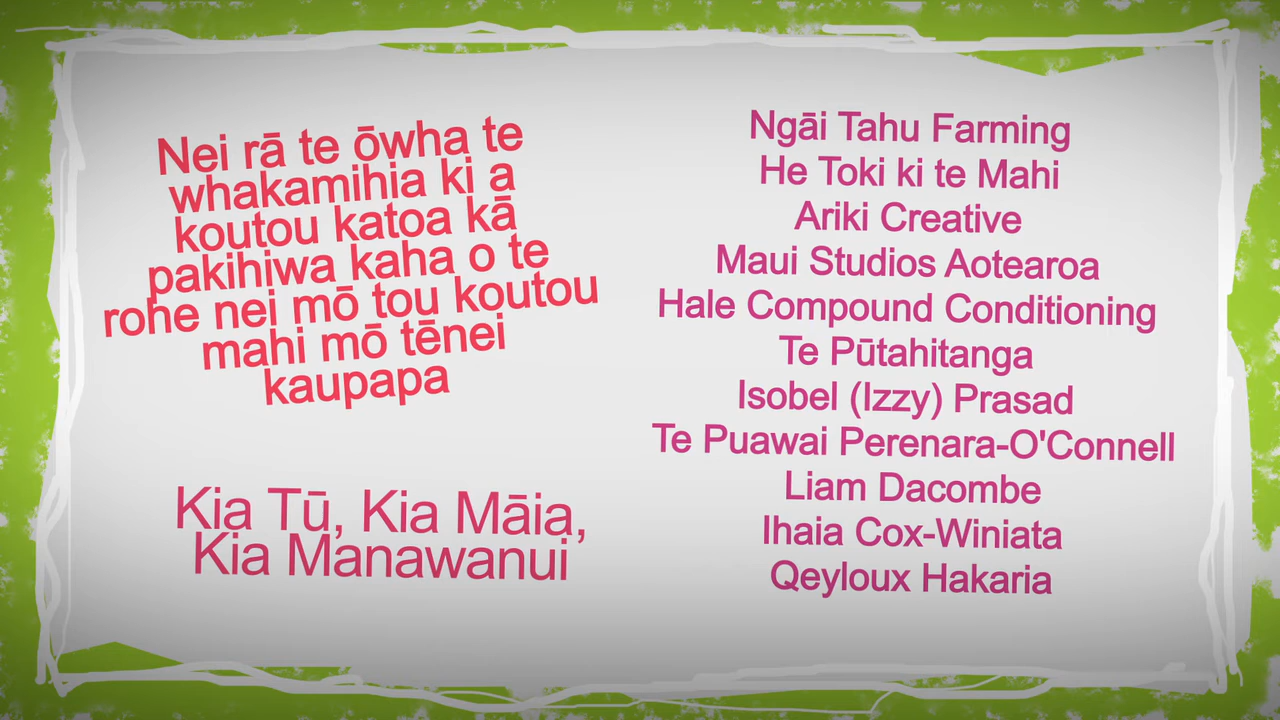 Nei rā te ōwha te
whakamihia ki a
koutou katoa kā
pakihiwa kaha o te
rohe nei mō tou koutou
mahi mō tēnei
kaupapa
Kia Tū, Kia Māia,
Kia Manawanui
Ngāi Tahu Farming
He Toki ki te Mahi
Ariki Creative
Maui Studios Aotearoa
Hale Compound Conditioning
Te Pūtahitanga
Isobel (Izzy) Prasad
Te Puawai Perenara-O'Connell
Liam Dacombe
Ihaia Cox-Winiata
Qeyloux Hakaria